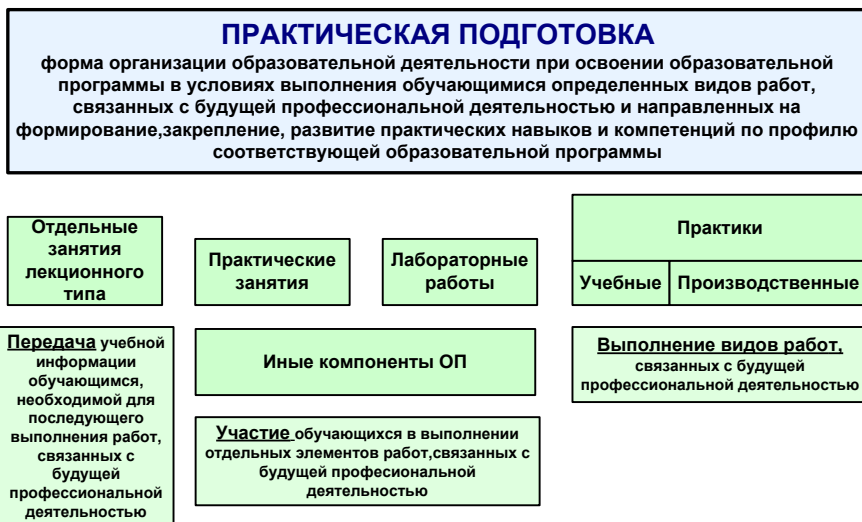 ПРАКТИЧЕСКАЯ ПОДГОТОВКА
форма организации образовательной деятельности при освоении образовательной
программы в условиях выполнения обучающимися определенных видов работ,
связанных с будущей профессиональной деятельностью и направленных на
формирование,закрепление, развитие практических навыков и компетенций по профилю
соответствующей образовательной программы
Отдельные
занятия
лекционного
типа
Практические
занятия
Лабораторные
работы
Практики
Учебные
Производственные
Передача учебной
информации
обучающимся,
необходимой для
последующего
выполнения работ,
связанных с
будущей
профессиональной
деятельностью
Иные компоненты ОП
Участие обучающихся в выполнении
отдельных элементов работ,связанных с
будущей професиональной
деятельностью
Выполнение видов работ,
связанных с будущей
профессиональной деятельностью